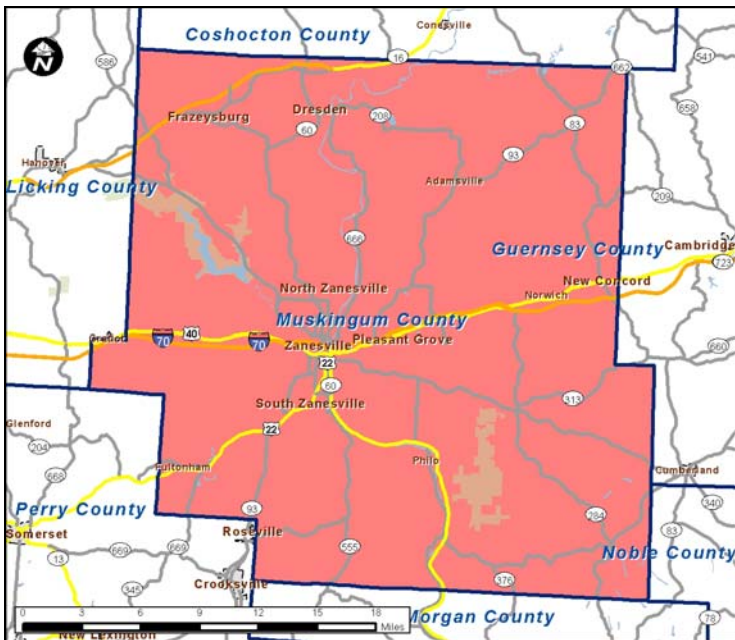 Conesville
Coshocton County
16
N
586
662
541
Dresden
Frazeysburg
208
60
83
658
93
Hanover
Adamsville
Licking County
209
666
Guernsey County
Cambridge
723
New Concord
North Zanesville
Norwich
Muskingum County
40
70
70
Zanesville
Pleasant Grove
660
22
60
313
South Zanesville
Glenford
22
204
Philo
Fultonham
668
Cumberland
Perry County
93
340
284
83
Somerset
Roseville
Noble County
669
669
555
13
376
345
Crooksville
0 3 6 9 12 15 18
Miles
Morgan County
78
New Lexington